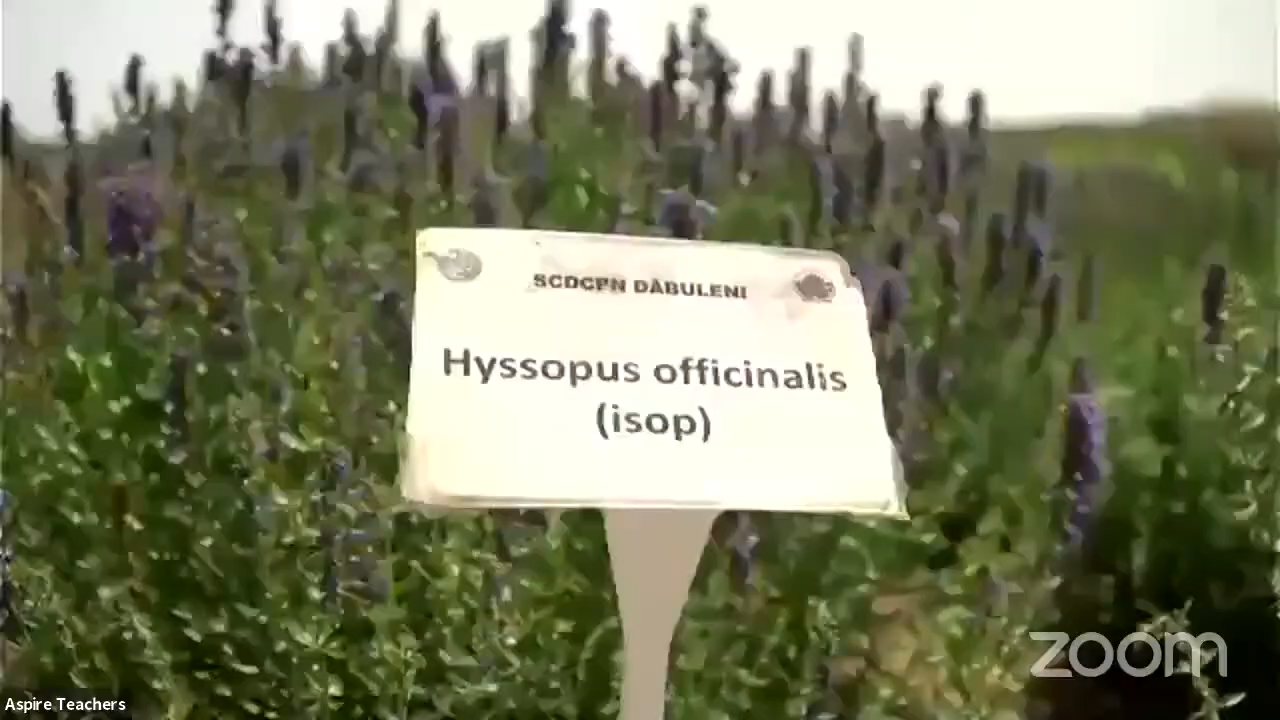 SCDCPN DĂBULENI
Hyssopus officinalis
(isop)
zoom
Aspire Teachers